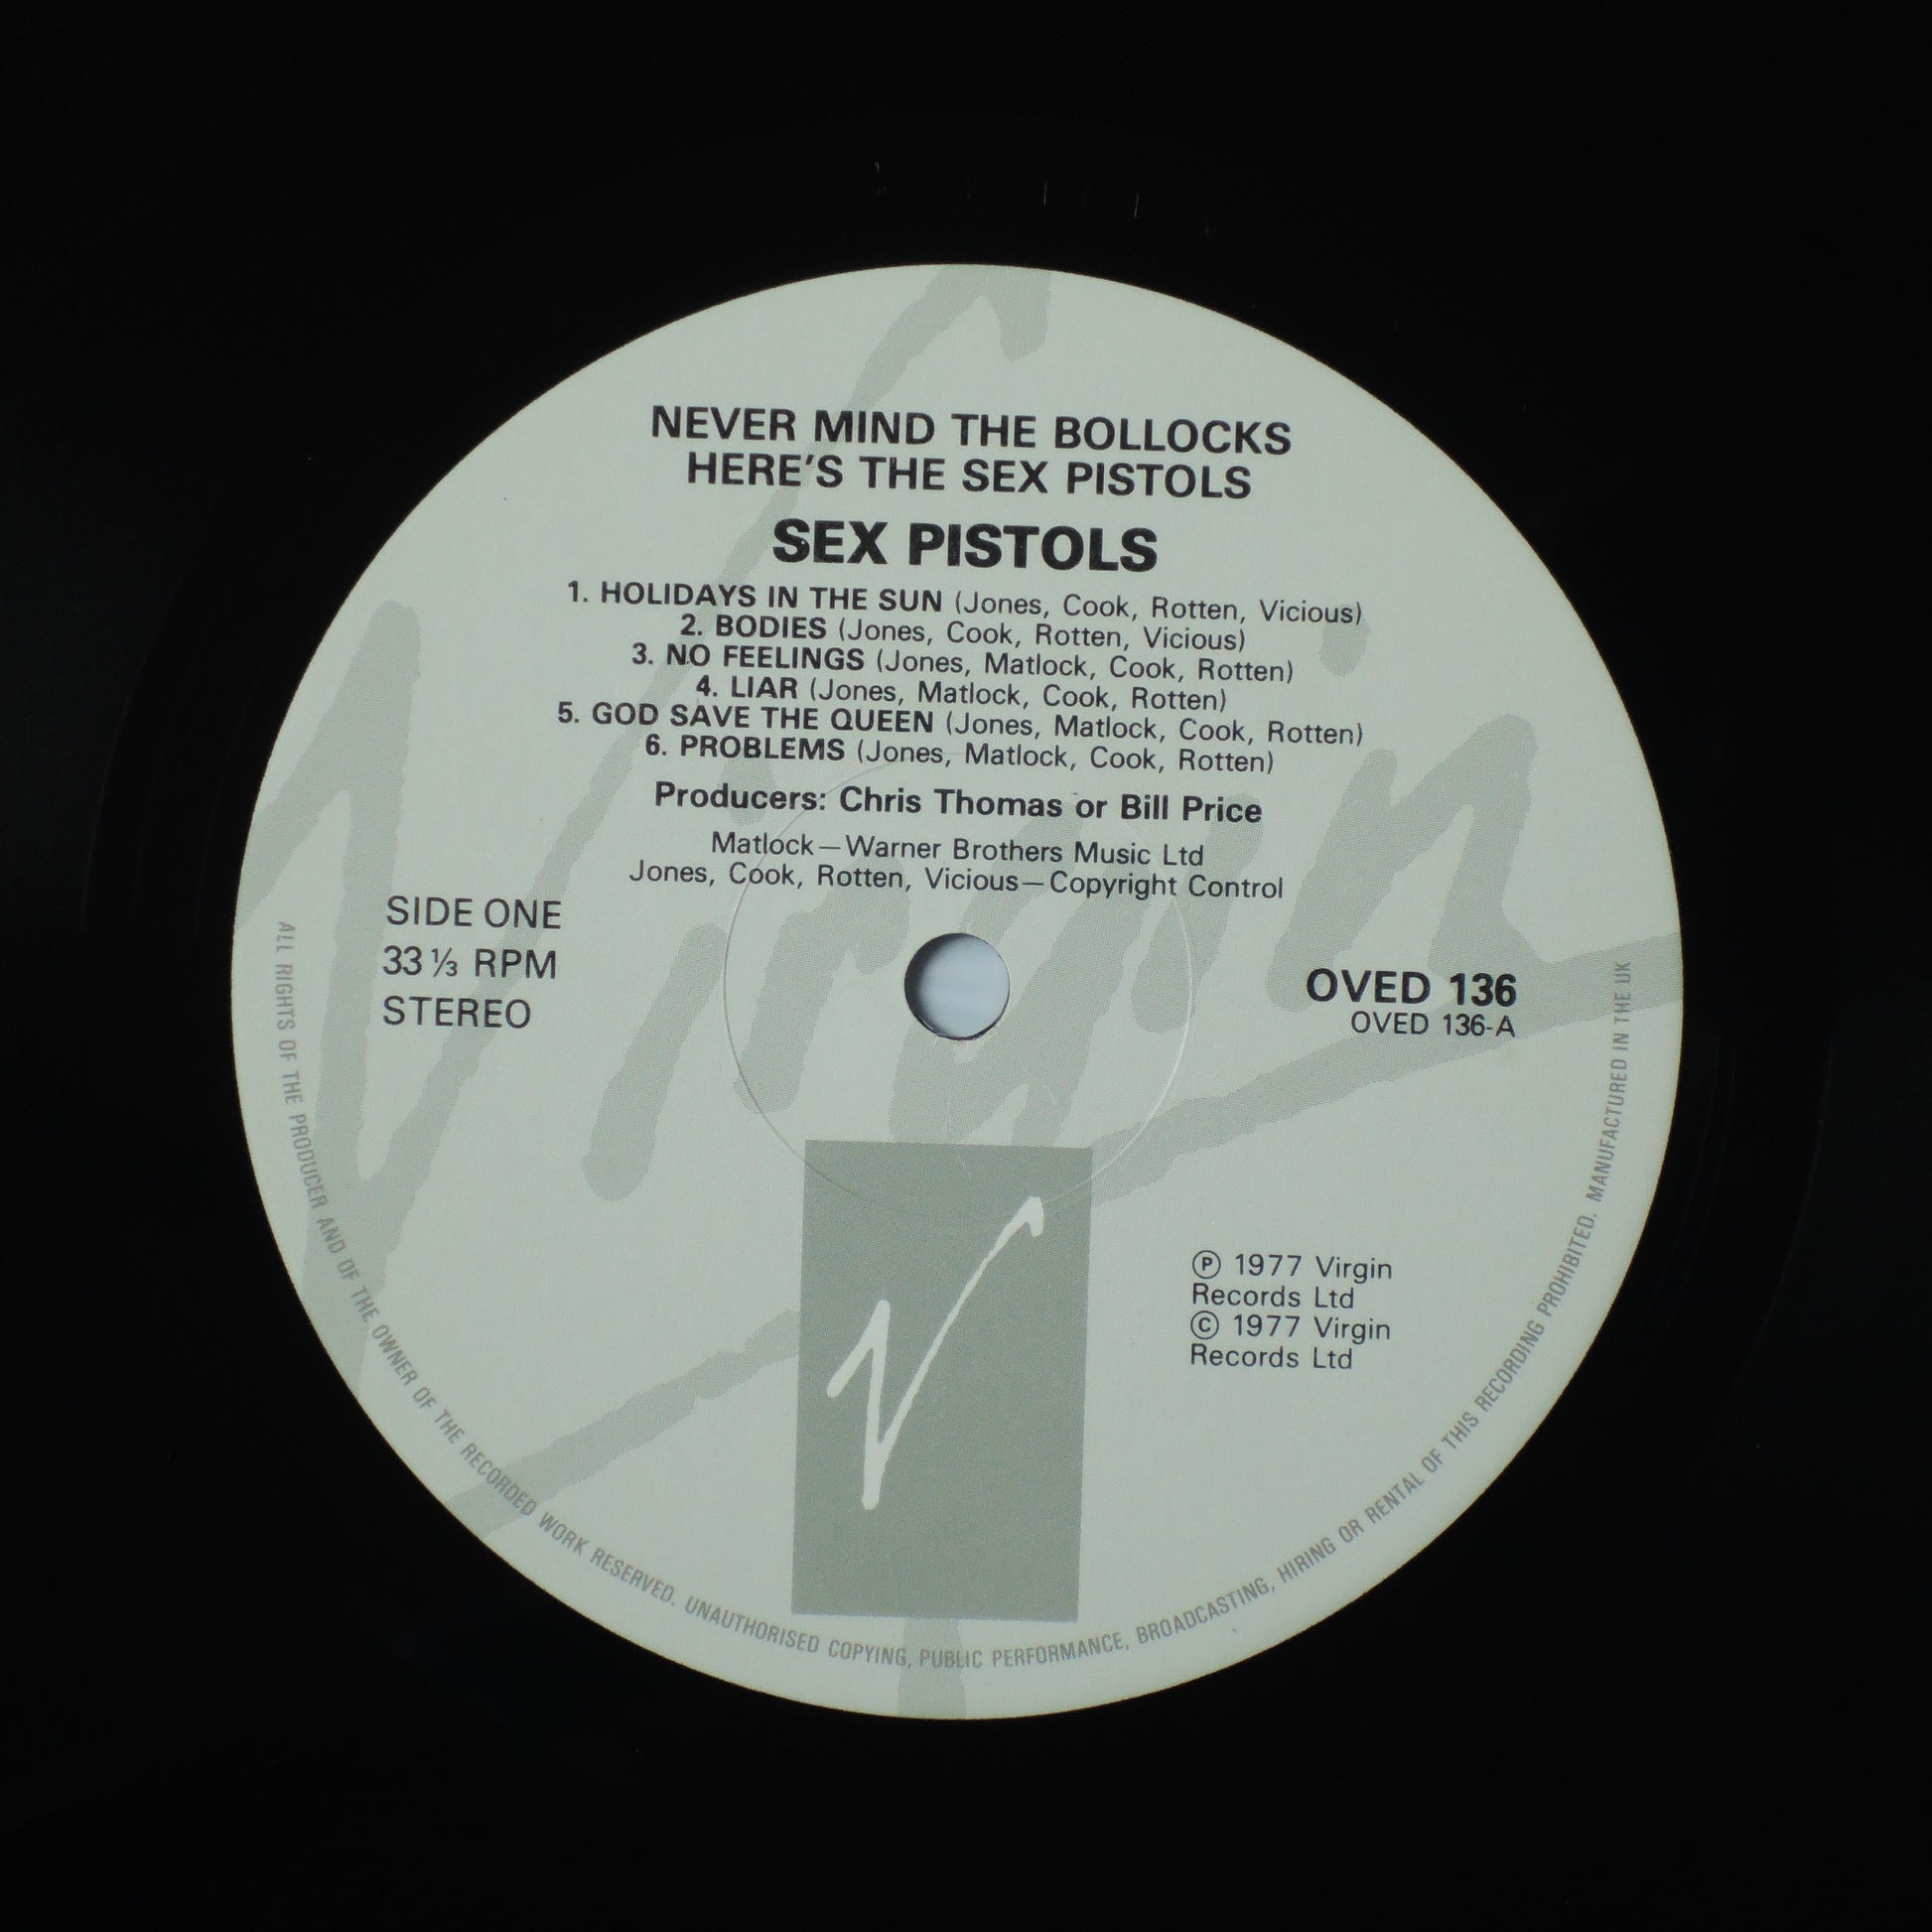 NEVER MIND THE BOLLOCKS
HERE'S THE SEX PISTOLS
SEX PISTOLS
1. HOLIDAYS IN THE SUN (Jones, Cook, Rotten, Vicious)
2. BODIES (Jones, Cook, Rotten, Vicious)
3. NO FEELINGS (Jones, Matlock, Cook, Rotten)
4. LIAR (Jones, Matlock, Cook, Rotten)
5. GOD SAVE THE QUEEN (Jones, Matlock, Cook, Rotten)
6. PROBLEMS (Jones, Matlock, Cook, Rotten)
Producers: Chris Thomas or Bill Price
Matlock—Warner Brothers Music Ltd
Jones, Cook, Rotten, Vicious—Copyright Control
SIDE ONE
33⅓ RPM
STEREO
OVED 136
OVED 136-A
Virgin
V
Ⓟ 1977 Virgin
Records Ltd
© 1977 Virgin
Records Ltd
ALL RIGHTS OF THE PRODUCER AND OF THE OWNER OF THE RECORDED WORK RESERVED. UNAUTHORISED COPYING, PUBLIC PERFORMANCE, BROADCASTING, HIRING OR RENTAL OF THIS RECORDING PROHIBITED. MANUFACTURED IN THE UK